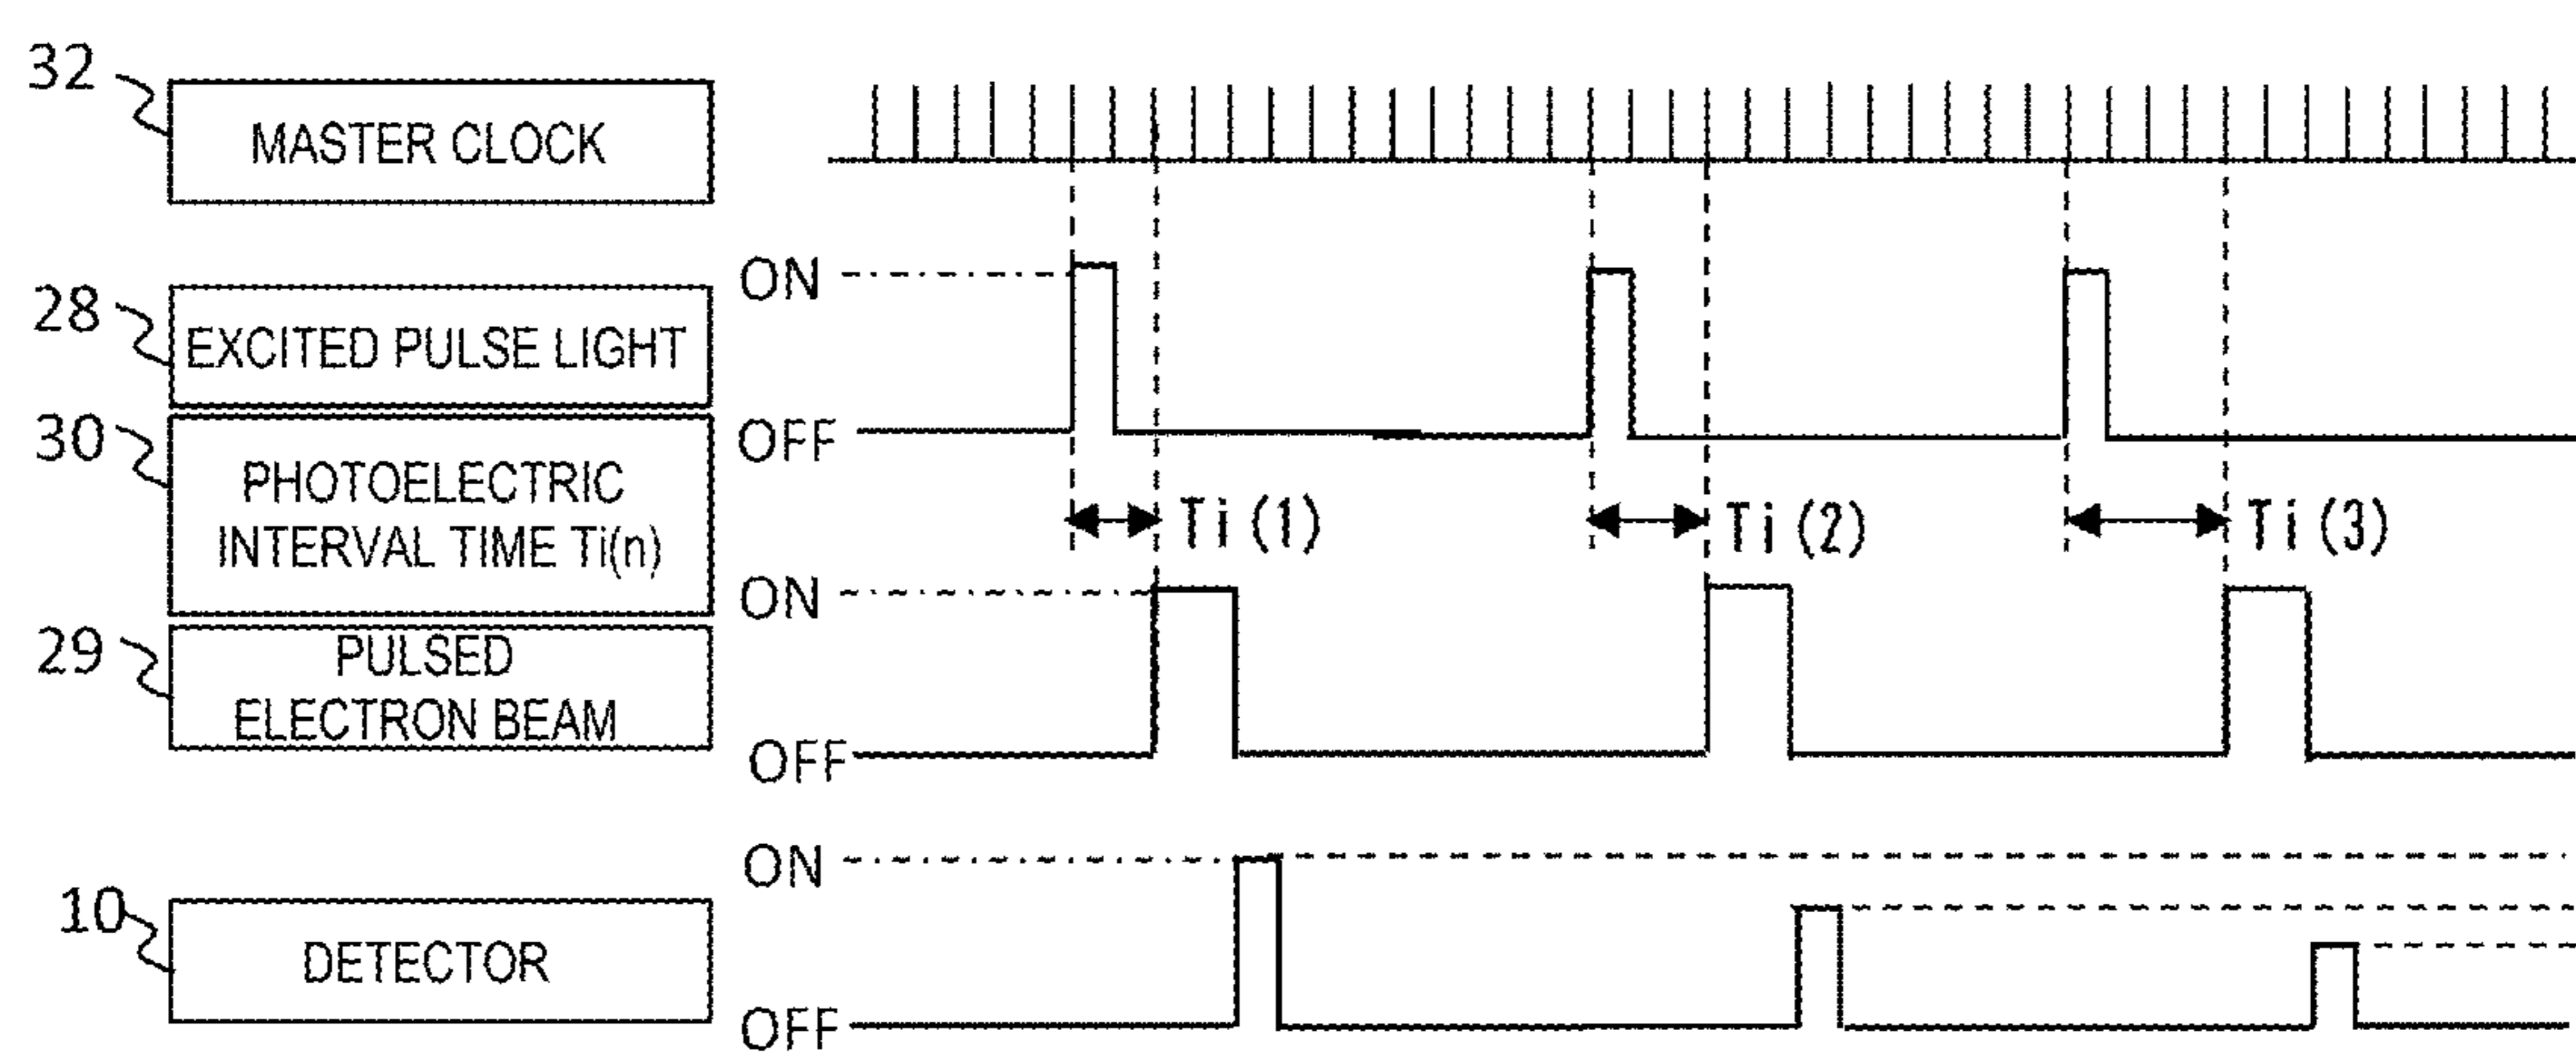 32
MASTER CLOCK
28
EXCITED PULSE LIGHT
ON
OFF
30
PHOTOELECTRIC
INTERVAL TIME Ti(n)
Ti(1)
Ti(2)
Ti(3)
29
PULSED
ELECTRON BEAM
ON
OFF
10
DETECTOR
ON
OFF